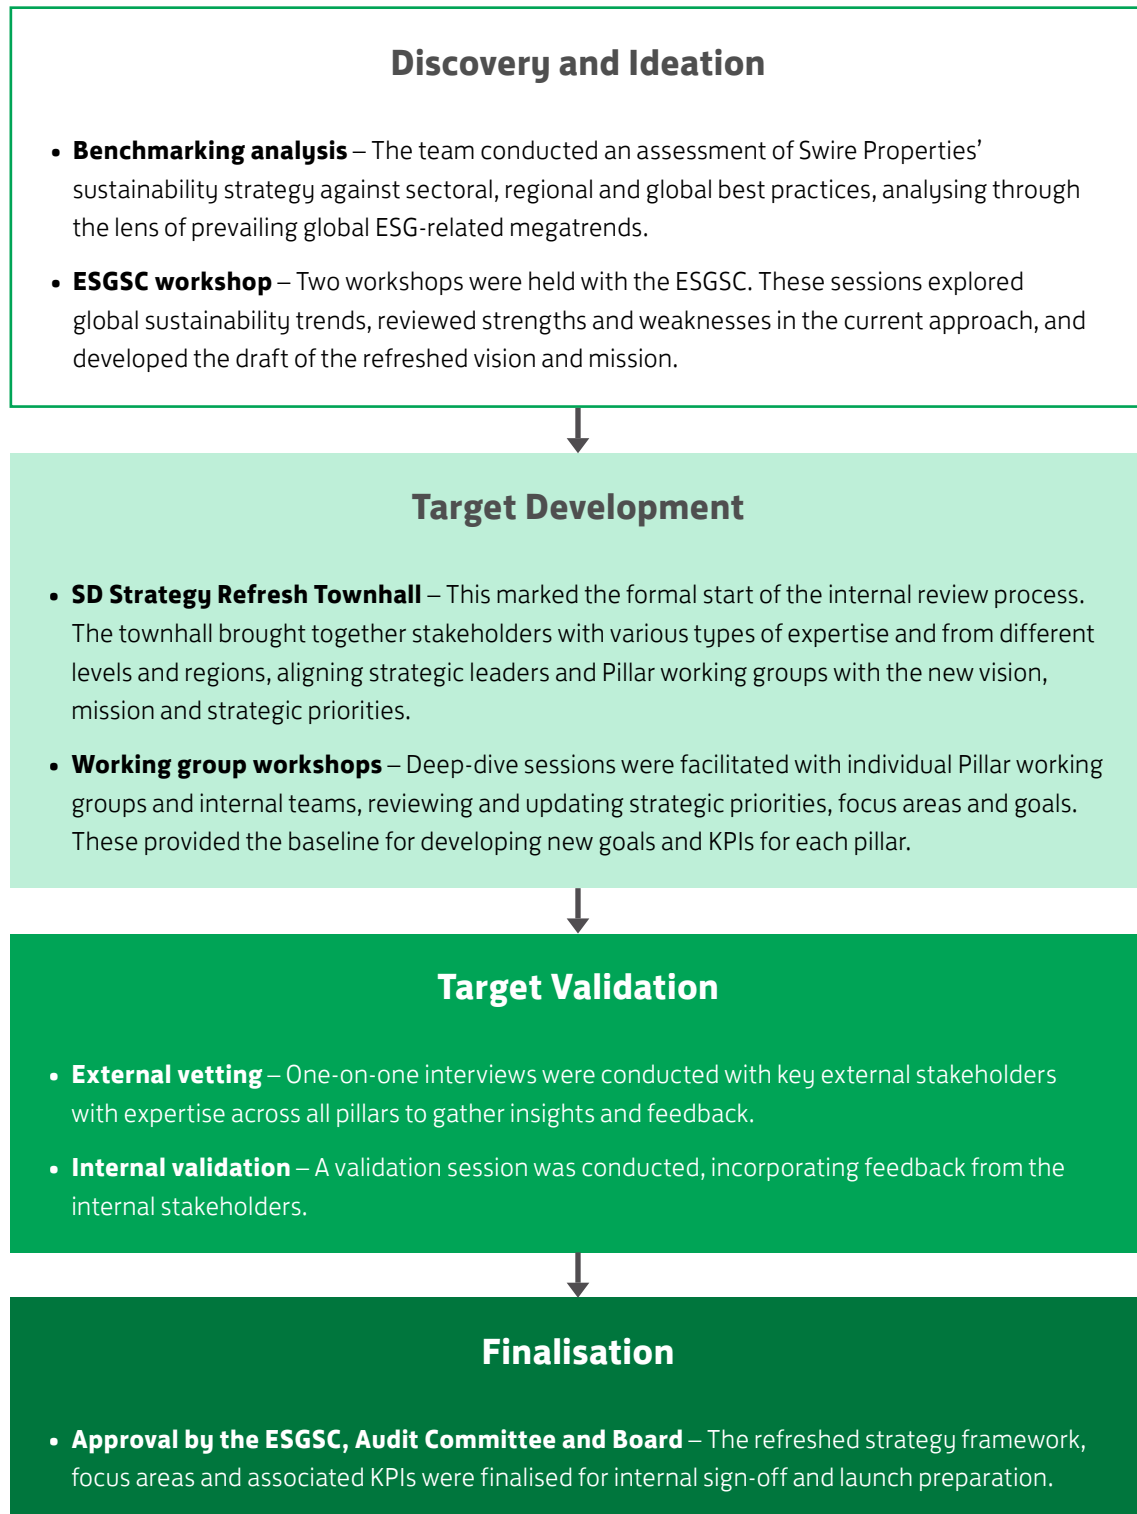 Discovery and Ideation
• Benchmarking analysis – The team conducted an assessment of Swire Properties’
sustainability strategy against sectoral, regional and global best practices, analysing through
the lens of prevailing global ESG-related megatrends.
• ESGSC workshop – Two workshops were held with the ESGSC. These sessions explored
global sustainability trends, reviewed strengths and weaknesses in the current approach, and
developed the draft of the refreshed vision and mission.
Target Development
• SD Strategy Refresh Townhall – This marked the formal start of the internal review process.
The townhall brought together stakeholders with various types of expertise and from different
levels and regions, aligning strategic leaders and Pillar working groups with the new vision,
mission and strategic priorities.
• Working group workshops – Deep-dive sessions were facilitated with individual Pillar working
groups and internal teams, reviewing and updating strategic priorities, focus areas and goals.
These provided the baseline for developing new goals and KPIs for each pillar.
Target Validation
• External vetting – One-on-one interviews were conducted with key external stakeholders
with expertise across all pillars to gather insights and feedback.
• Internal validation – A validation session was conducted, incorporating feedback from the
internal stakeholders.
Finalisation
• Approval by the ESGSC, Audit Committee and Board – The refreshed strategy framework,
focus areas and associated KPIs were finalised for internal sign-off and launch preparation.